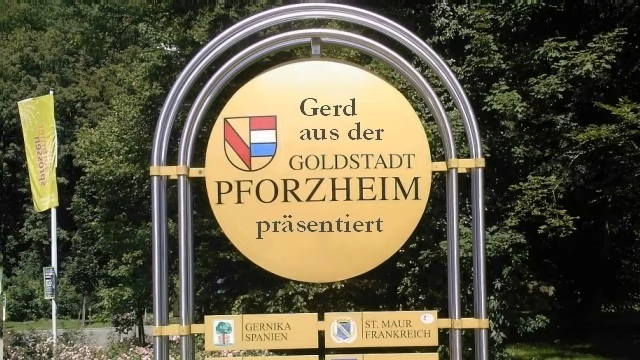 Gerd
aus der
GOLDSTADT
PFORZHEIM
präsentiert
GERNIKA
SPANIEN
ST. MAUR
FRANKREICH